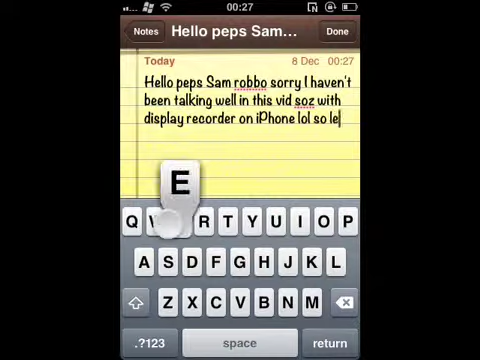 00:27
Notes
Hello peps Sam...
Done
Today
8 Dec 00:27
Hello peps Sam robbo sorry I haven't
been talking well in this vid soz with
display recorder on iPhone lol so le
E
Q W R T Y U I O P
A S D F G H J K L
Z X C V B N M
.?123 space return